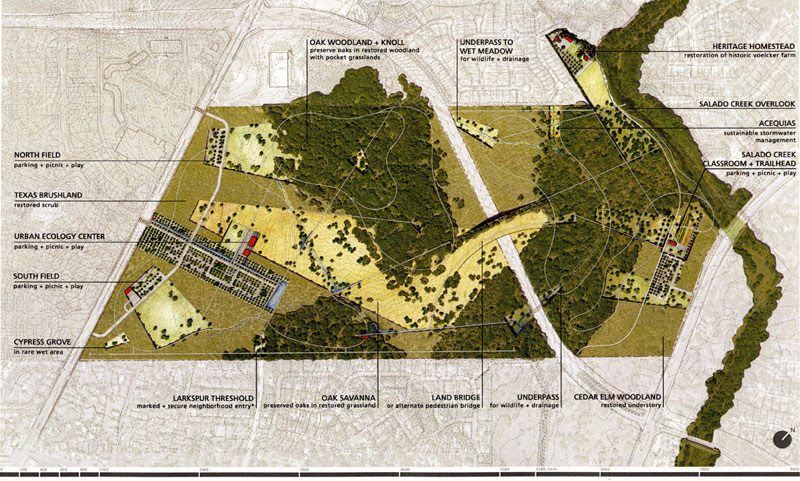 OAK WOODLAND + KNOLL
preserve oaks in restored woodland
with pocket grasslands
UNDERPASS TO
WET MEADOW
for wildlife + drainage
HERITAGE HOMESTEAD
restoration of historic voelcker farm
SALADO CREEK OVERLOOK
ACEQUIAS
sustainable stormwater
management
SALADO CREEK
CLASSROOM + TRAILHEAD
parking + picnic + play
NORTH FIELD
parking + picnic + play
TEXAS BRUSHLAND
restored scrub
URBAN ECOLOGY CENTER
parking + picnic + play
SOUTH FIELD
parking + picnic + play
CYPRESS GROVE
in rare wet area
LARKSPUR THRESHOLD
marked + secure neighborhood entry*
OAK SAVANNA
preserved oaks in restored grassland
LAND BRIDGE
or alternate pedestrian bridge
UNDERPASS
for wildlife + drainage
CEDAR ELM WOODLAND
restored understory
N